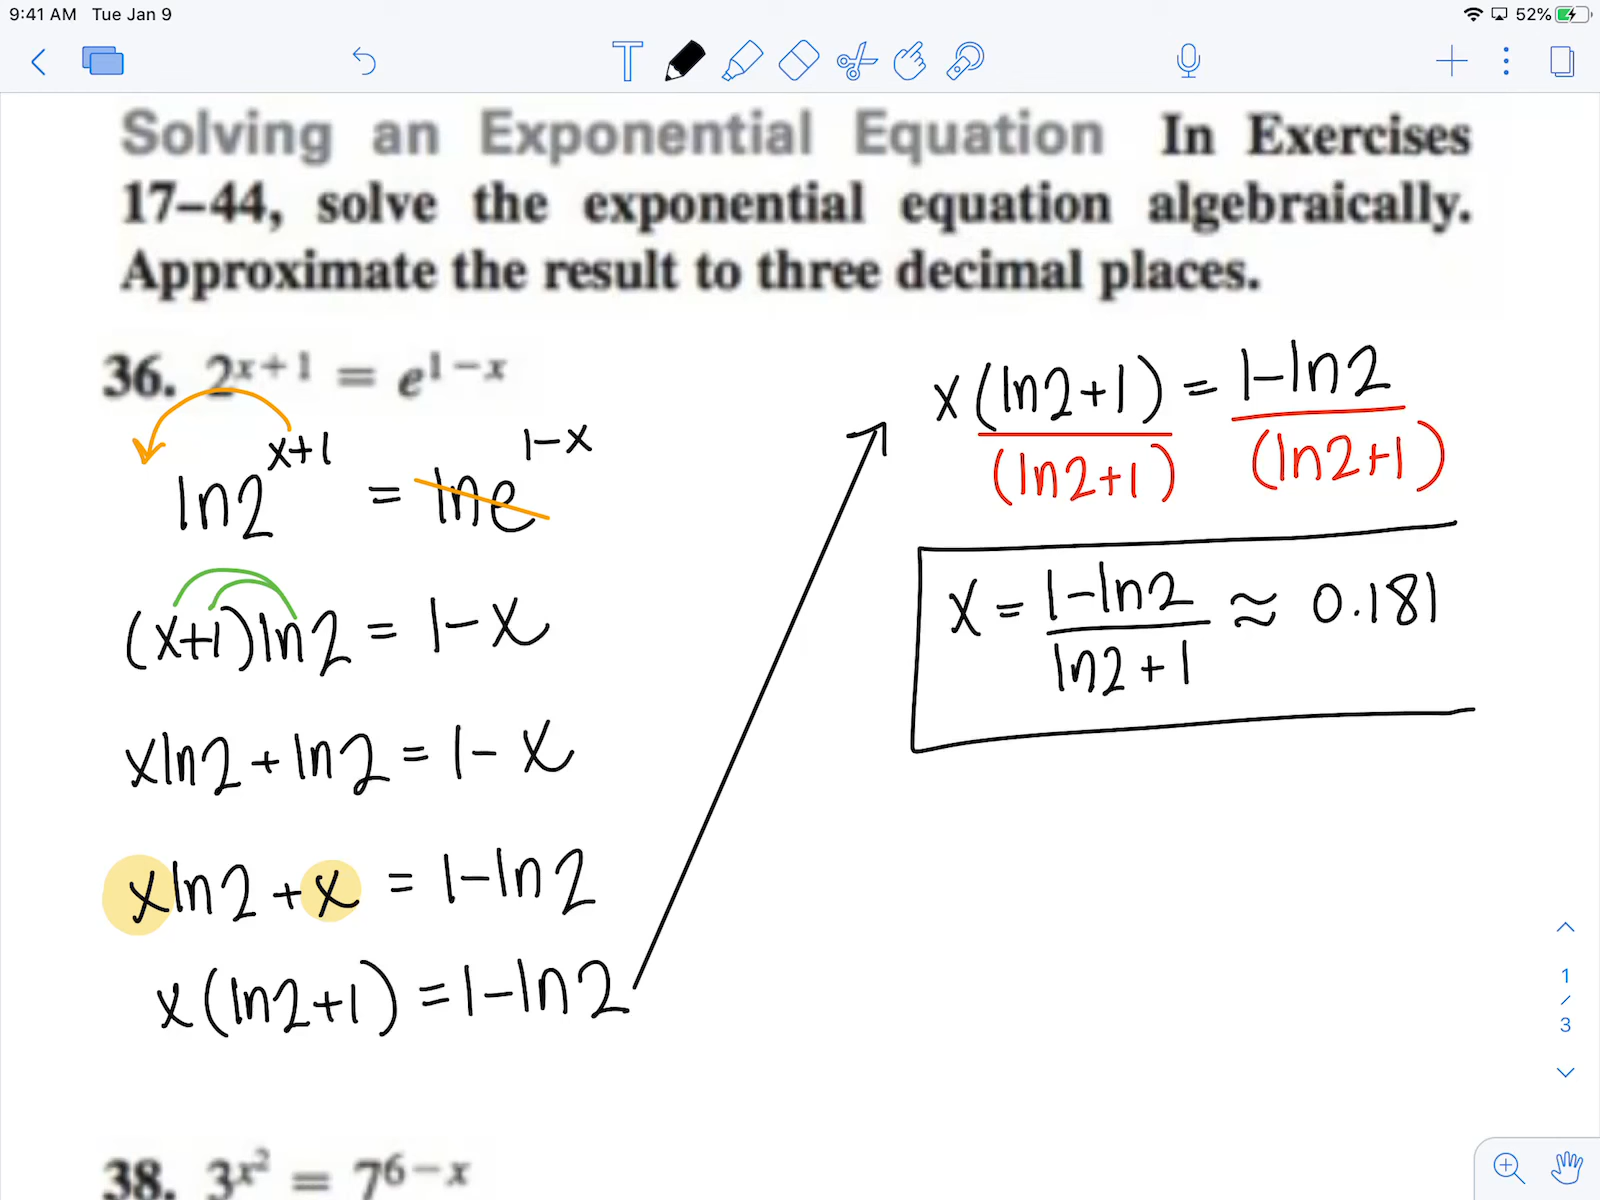 9:41 AM Tue Jan 9
52%
T
Solving an Exponential Equation In Exercises
17–44, solve the exponential equation algebraically.
Approximate the result to three decimal places.
36. 2^{x+1} = e^{1−x}
ln2^{x+1} = lne^{1−x}
(x+1)ln2 = 1−x
xln2 + ln2 = 1−x
xln2 + x = 1−ln2
x(ln2+1) = 1−ln2
x(ln2+1) = 1−ln2
(ln2+1) (ln2+1)
x = \frac{1−ln2}{ln2+1} ≈ 0.181
1
/
3
38. 3^{x^2} = 7^{6−x}